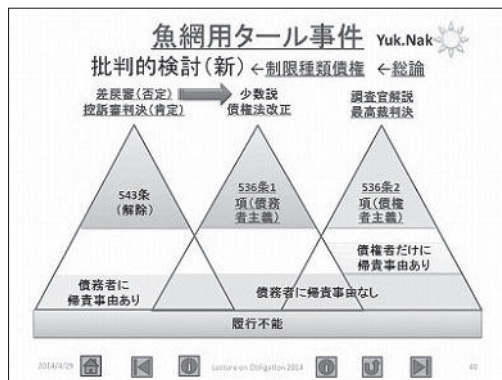 魚網用タール事件 Yuk.Nak
批判的検討(新) ←制限種類債権 ←総論
差戻審(否定)
控訴審判決(肯定)
少数説
債権法改正
調査官解説
最高裁判決
543条
(解除)
536条1
項(債務
者主義)
536条2
項(債権
者主義)
債権者だけに
帰責事由あり
債務者に
帰責事由あり
債務者に帰責事由なし
履行不能
2014/4/29
Lecture on Obligation 2014
40